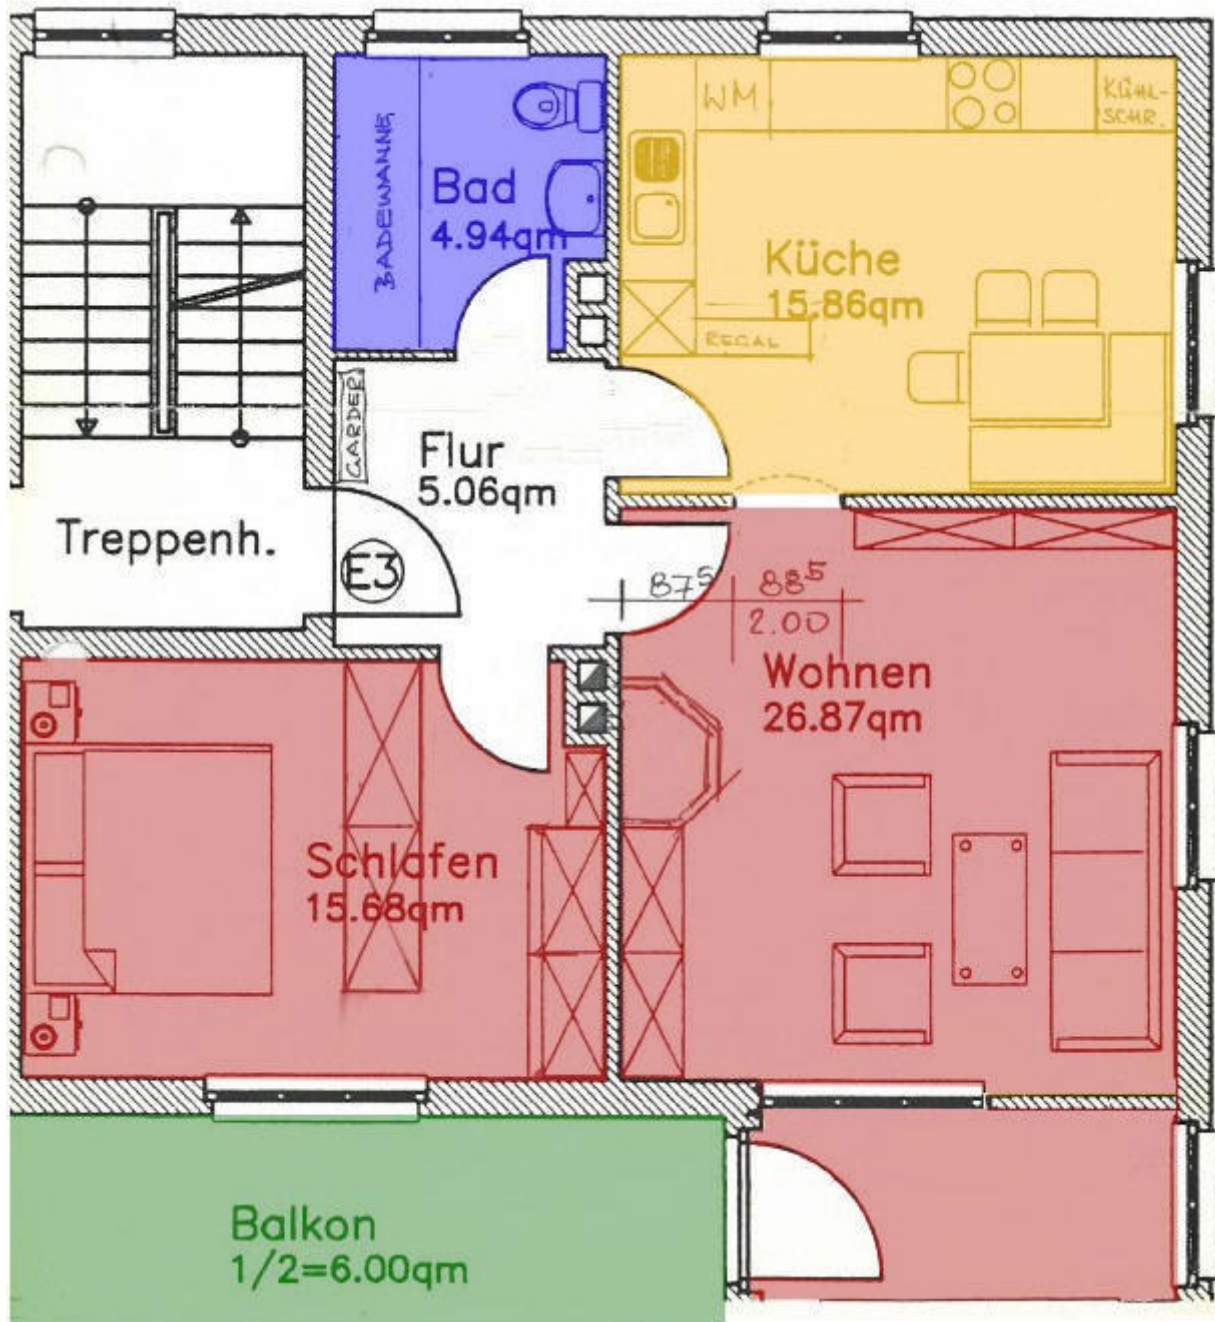 WM
KÜHL-
SCHR.
BADEWANNE
Bad
4.94qm
Küche
15.86qm
REGAL
GARDER
Flur
5.06qm
Treppenh.
E3
87⁵
88⁵
2.00
Wohnen
26.87qm
Schlafen
15.68qm
Balkon
1/2=6.00qm